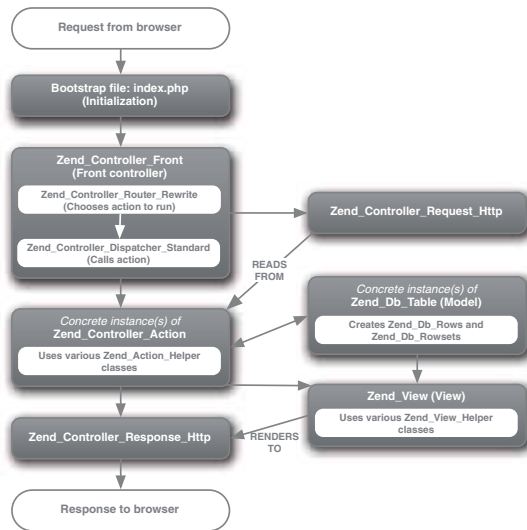 Request from browser
Bootstrap file: index.php
(Initialization)
Zend_Controller_Front
(Front controller)
Zend_Controller_Router_Rewrite
(Chooses action to run)
Zend_Controller_Dispatcher_Standard
(Calls action)
Zend_Controller_Request_Http
READS
FROM
Concrete instance(s) of
Zend_Controller_Action
Uses various Zend_Action_Helper
classes
Concrete instance(s) of
Zend_Db_Table (Model)
Creates Zend_Db_Rows and
Zend_Db_Rowsets
Zend_View (View)
Uses various Zend_View_Helper
classes
Zend_Controller_Response_Http
RENDERS
TO
Response to browser